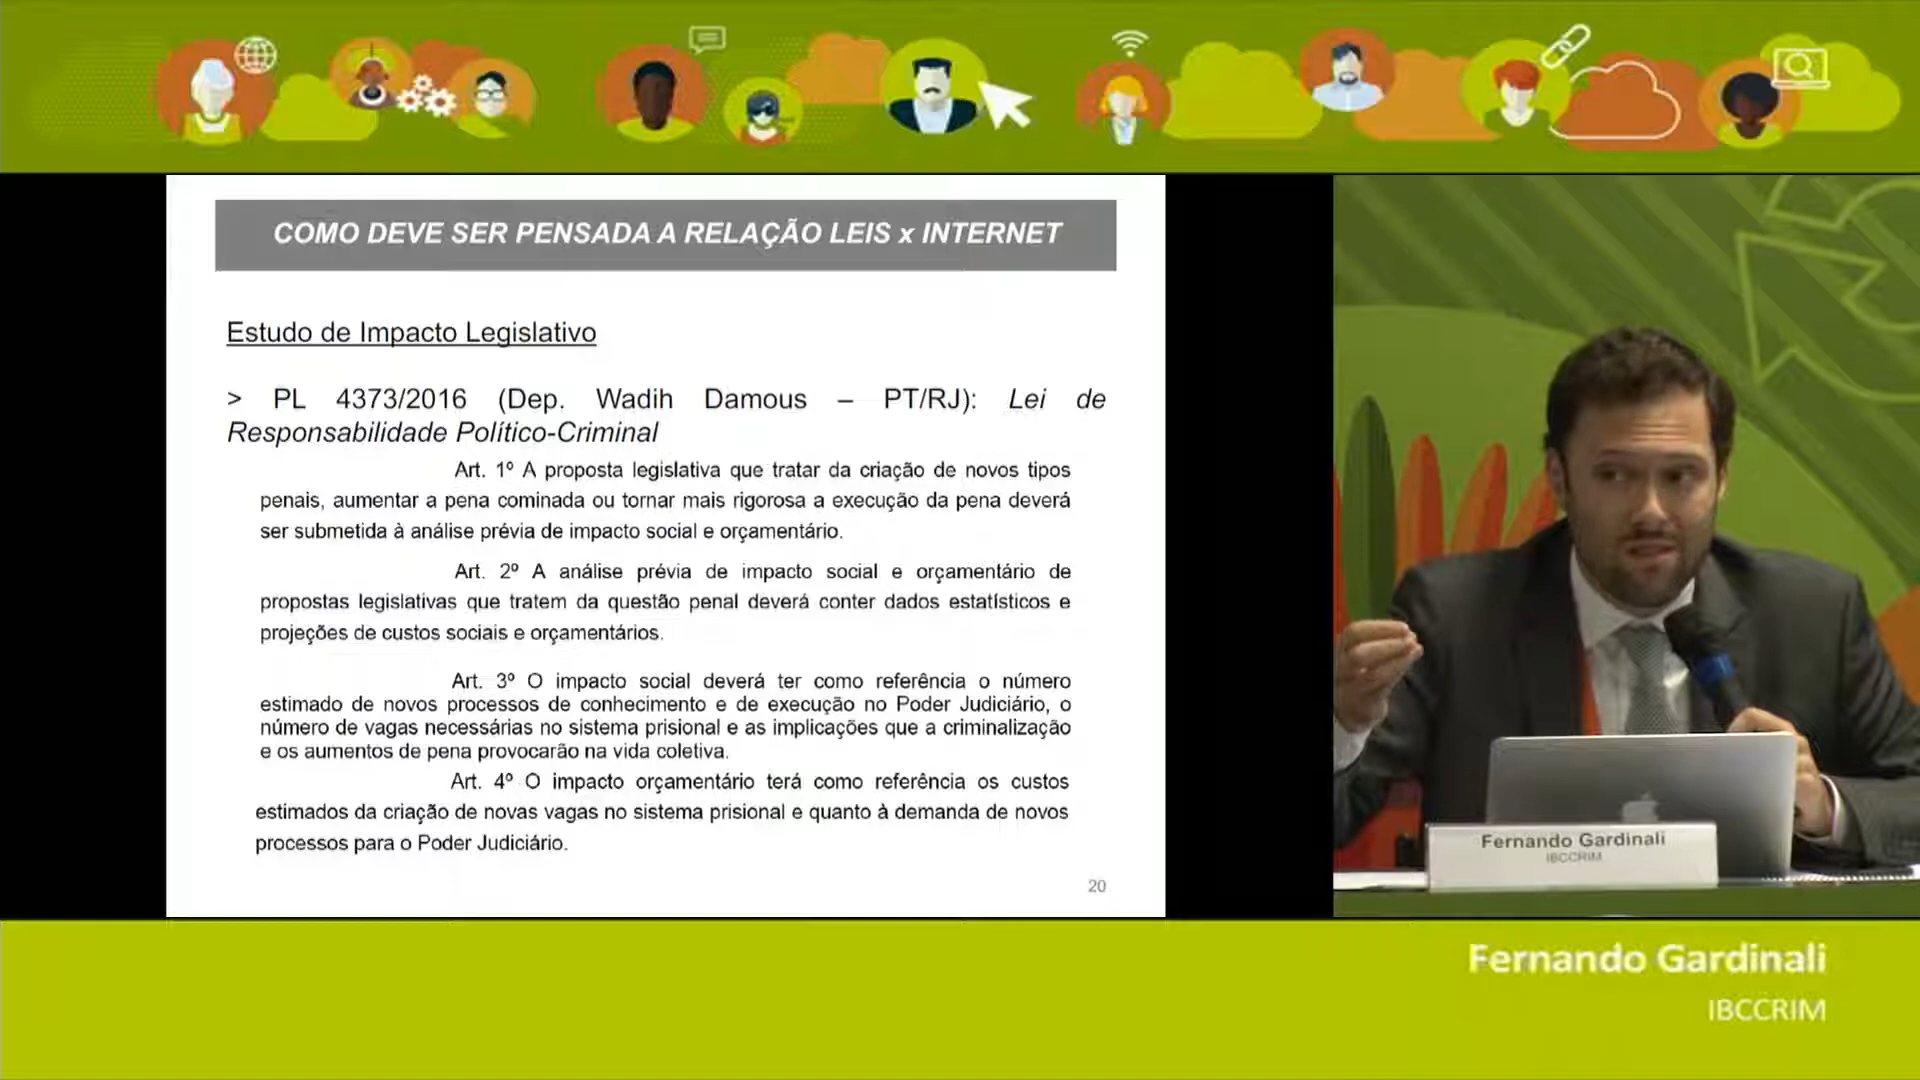 COMO DEVE SER PENSADA A RELAÇÃO LEIS x INTERNET
Estudo de Impacto Legislativo
> PL 4373/2016 (Dep. Wadih Damous – PT/RJ): Lei de
Responsabilidade Político-Criminal
Art. 1º A proposta legislativa que tratar da criação de novos tipos
penais, aumentar a pena cominada ou tornar mais rigorosa a execução da pena deverá
ser submetida à análise prévia de impacto social e orçamentário.
Art. 2º A análise prévia de impacto social e orçamentário de
propostas legislativas que tratem da questão penal deverá conter dados estatísticos e
projeções de custos sociais e orçamentários.
Art. 3º O impacto social deverá ter como referência o número
estimado de novos processos de conhecimento e de execução no Poder Judiciário, o
número de vagas necessárias no sistema prisional e as implicações que a criminalização
e os aumentos de pena provocarão na vida coletiva.
Art. 4º O impacto orçamentário terá como referência os custos
estimados da criação de novas vagas no sistema prisional e quanto à demanda de novos
processos para o Poder Judiciário.
20
Fernando Gardinali
IBCCRIM
Fernando Gardinali
IBCCRIM